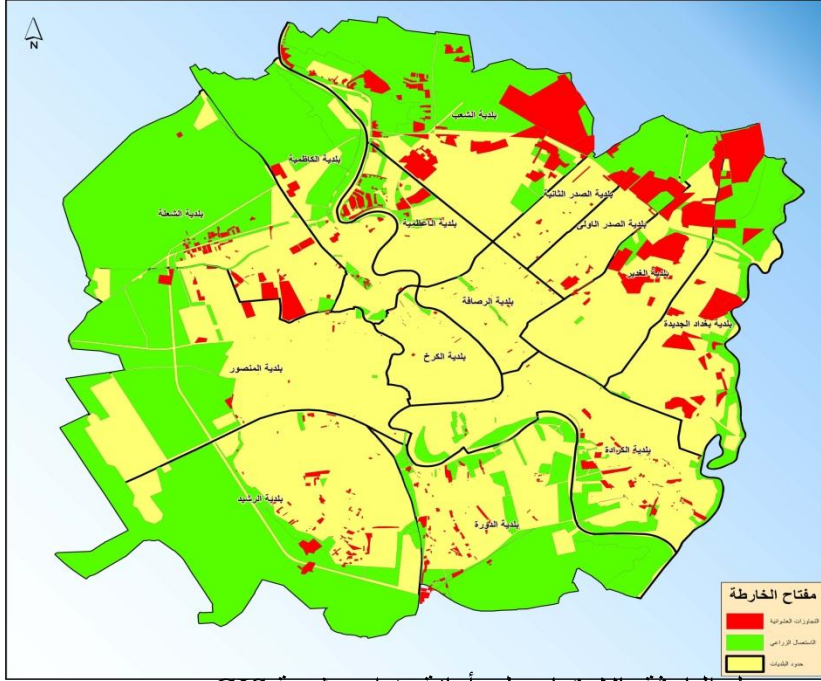 N
بلدية الشعب
بلدية الكاظمية
بلدية الصدر الثانية
بلدية الشعلة
بلدية الاعظمية
بلدية الصدر الاولى
بلدية الغدير
بلدية الرصافة
بلدية بغداد الجديدة
بلدية الكرخ
بلدية المنصور
بلدية الكرادة
بلدية الرشيد
بلدية الدورة
مفتاح الخارطة
التجاوزات العشوائية
الاستعمال الزراعي
حدود البلديات